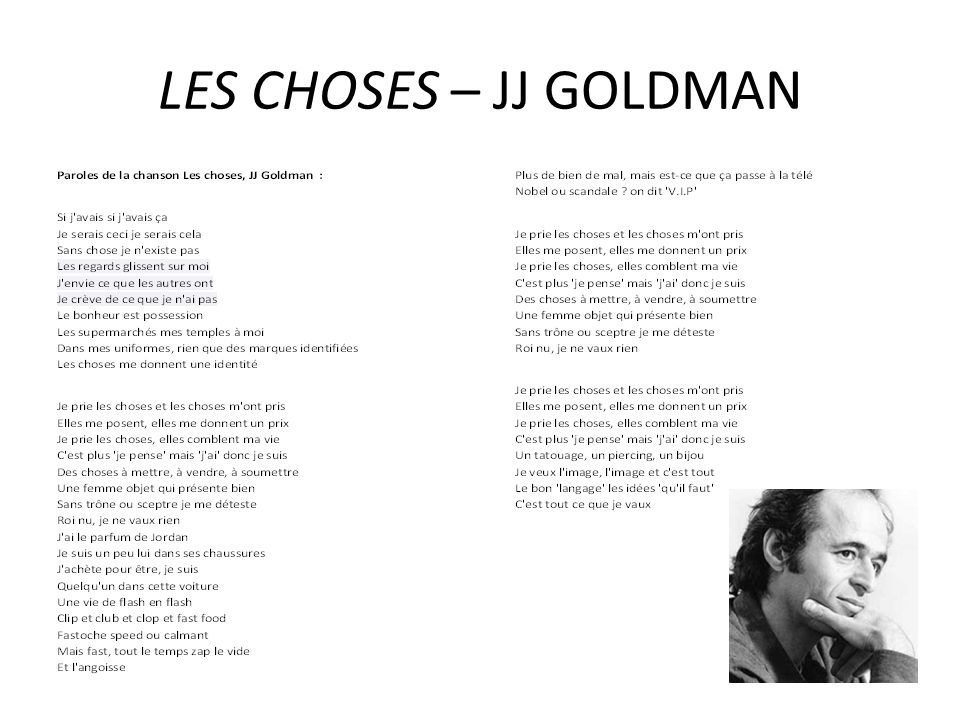 LES CHOSES – JJ GOLDMAN
Paroles de la chanson Les choses, JJ Goldman :
Si j'avais si j'avais ça
Je serais ceci je serais cela
Sans chose je n'existe pas
Les regards glissent sur moi
J'envie ce que les autres ont
Je crève de ce que je n'ai pas
Le bonheur est possession
Les supermarchés mes temples à moi
Dans mes uniformes, rien que des marques identifiées
Les choses me donnent une identité
Je prie les choses et les choses m'ont pris
Elles me posent, elles me donnent un prix
Je prie les choses, elles comblent ma vie
C'est plus 'je pense' mais 'j'ai' donc je suis
Des choses à mettre, à vendre, à soumettre
Une femme objet qui présente bien
Sans trône ou sceptre je me déteste
Roi nu, je ne vaux rien
J'ai le parfum de Jordan
Je suis un peu lui dans ses chaussures
J'achète pour être, je suis
Quelqu'un dans cette voiture
Une vie de flash en flash
Clip et club et clop et fast food
Fastoche speed ou calmant
Mais fast, tout le temps zap le vide
Et l'angoisse
Plus de bien de mal, mais est-ce que ça passe à la télé
Nobel ou scandale ? on dit 'V.I.P'
Je prie les choses et les choses m'ont pris
Elles me posent, elles me donnent un prix
Je prie les choses, elles comblent ma vie
C'est plus 'je pense' mais 'j'ai' donc je suis
Des choses à mettre, à vendre, à soumettre
Une femme objet qui présente bien
Sans trône ou sceptre je me déteste
Roi nu, je ne vaux rien
Je prie les choses et les choses m'ont pris
Elles me posent, elles me donnent un prix
Je prie les choses, elles comblent ma vie
C'est plus 'je pense' mais 'j'ai' donc je suis
Un tatouage, un piercing, un bijou
Je veux l'image, l'image et c'est tout
Le bon 'langage' les idées 'qu'il faut'
C'est tout ce que je vaux